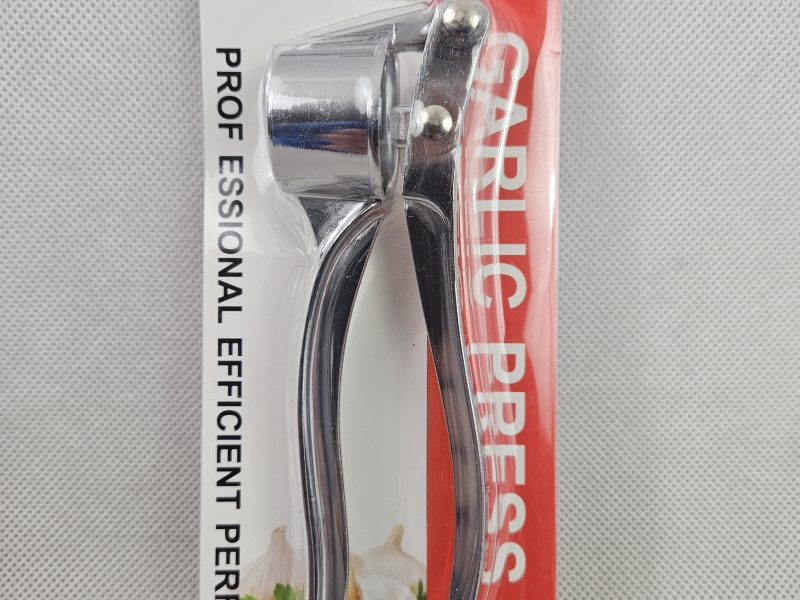 GARLIC PRESS
PROF ESSIONAL EFFICIENT